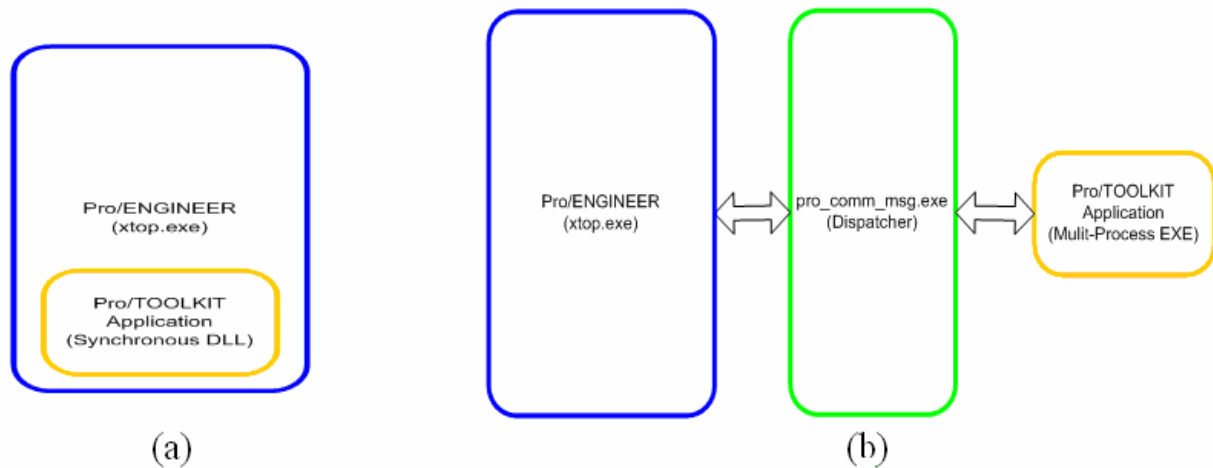 Pro/ENGINEER
(xtop.exe)
Pro/TOOLKIT
Application
(Synchronous DLL)
(a)
Pro/ENGINEER
(xtop.exe)
pro_comm_msg.exe
(Dispatcher)
Pro/TOOLKIT
Application
(Mulit-Process EXE)
(b)